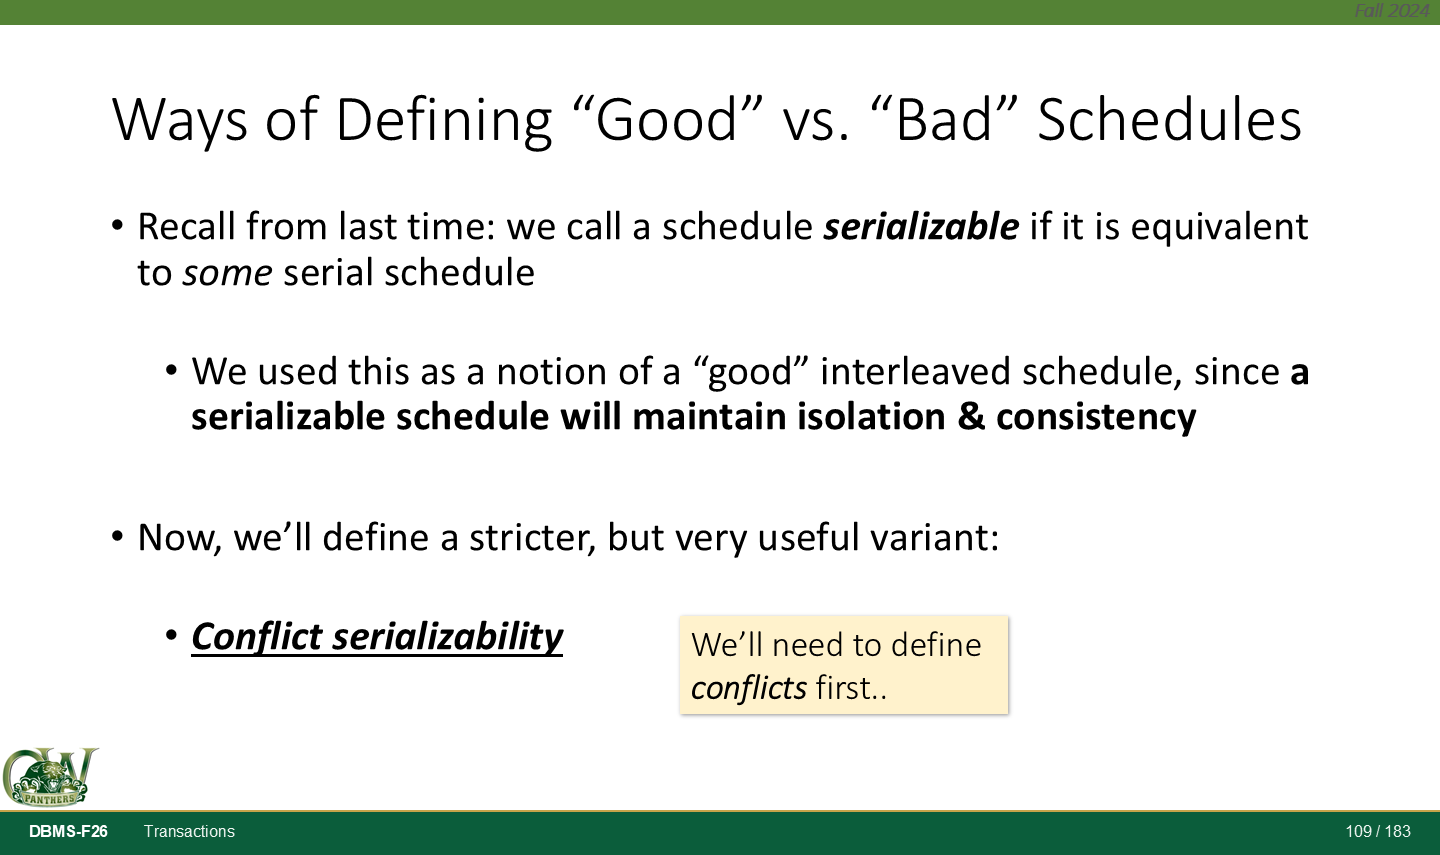 Fall 2024
Ways of Defining “Good” vs. “Bad” Schedules
• Recall from last time: we call a schedule serializable if it is equivalent
to some serial schedule
• We used this as a notion of a “good” interleaved schedule, since a
serializable schedule will maintain isolation & consistency
• Now, we’ll define a stricter, but very useful variant:
• Conflict serializability
We’ll need to define
conflicts first..
OW
PANTHERS
DBMS-F26 Transactions 109 / 183